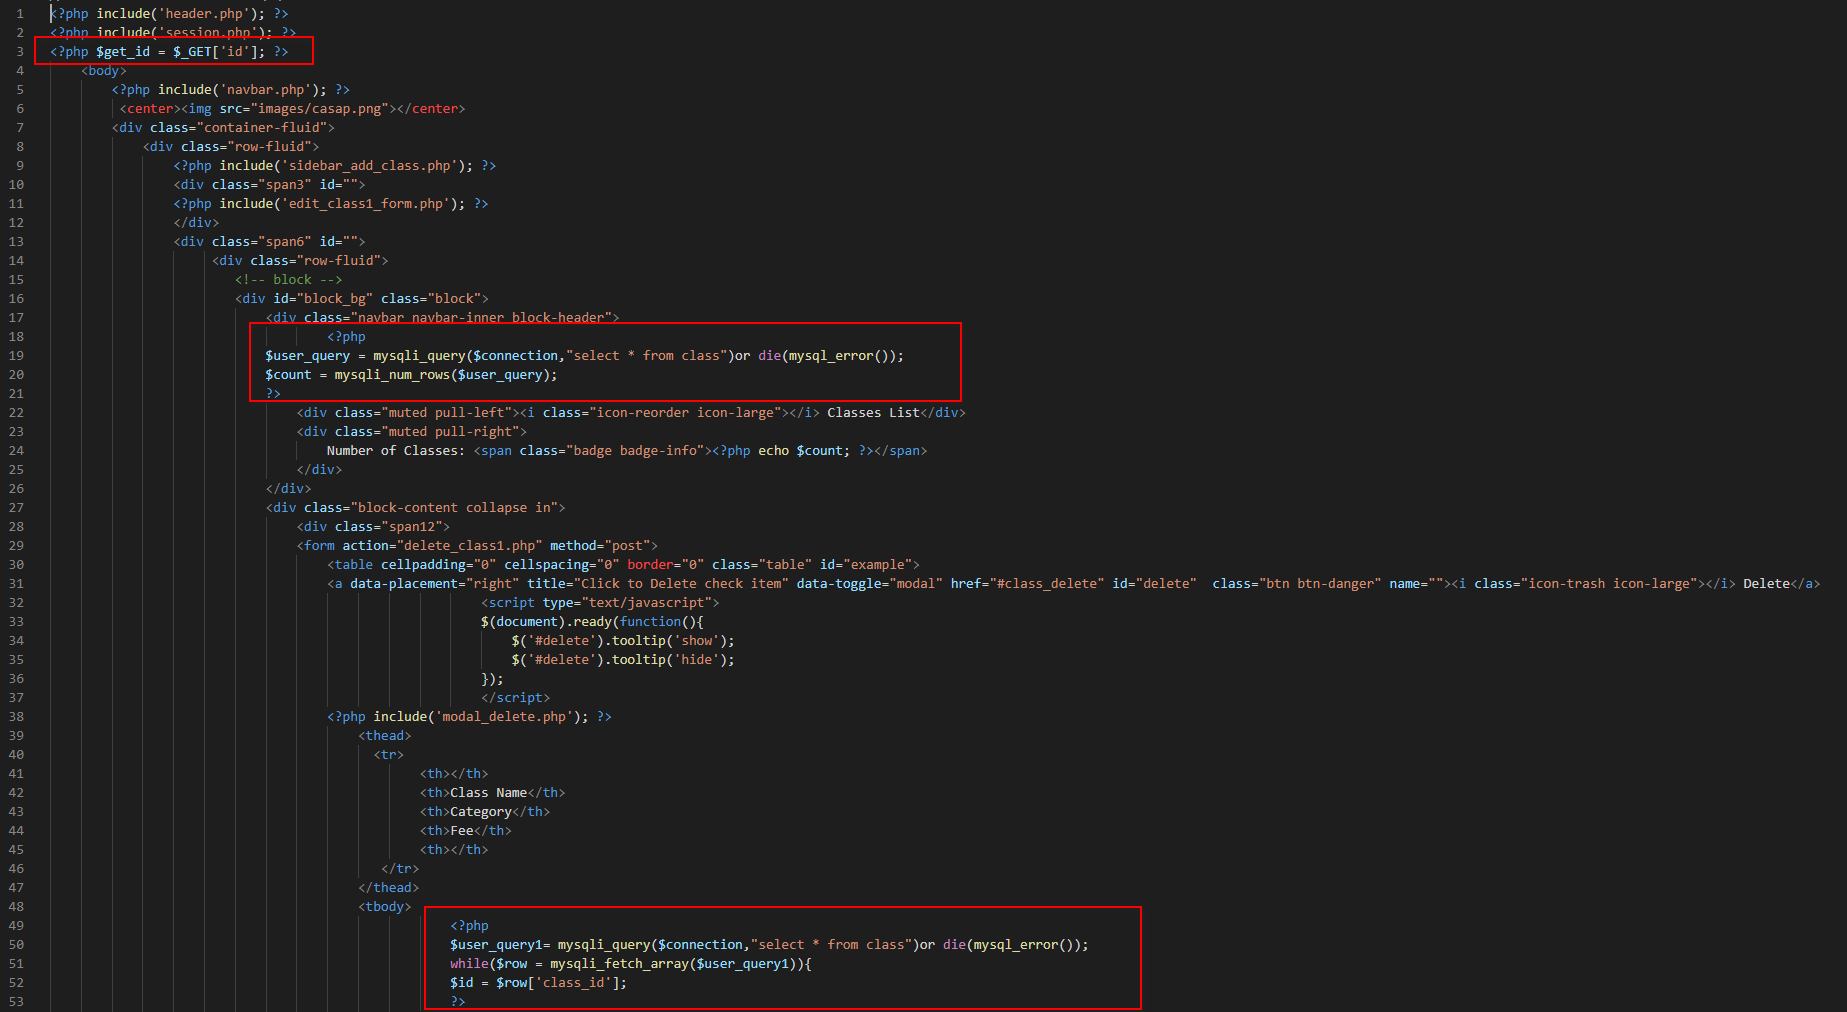 1 <?php include('header.php'); ?>
2 <?php include('session.php'); ?>
3 <?php $get_id = $_GET['id']; ?>
4 <body>
5 <?php include('navbar.php'); ?>
6 <center><img src="images/casap.png"></center>
7 <div class="container-fluid">
8 <div class="row-fluid">
9 <?php include('sidebar_add_class.php'); ?>
10 <div class="span3" id="">
11 <?php include('edit_class1_form.php'); ?>
12 </div>
13 <div class="span6" id="">
14 <div class="row-fluid">
15 <!-- block -->
16 <div id="block_bg" class="block">
17 <div class="navbar navbar-inner block-header">
18 <?php
19 $user_query = mysqli_query($connection,"select * from class")or die(mysql_error());
20 $count = mysqli_num_rows($user_query);
21 ?>
22 <div class="muted pull-left"><i class="icon-reorder icon-large"></i> Classes List</div>
23 <div class="muted pull-right">
24 Number of Classes: <span class="badge badge-info"><?php echo $count; ?></span>
25 </div>
26 </div>
27 <div class="block-content collapse in">
28 <div class="span12">
29 <form action="delete_class1.php" method="post">
30 <table cellpadding="0" cellspacing="0" border="0" class="table" id="example">
31 <a data-placement="right" title="Click to Delete check item" data-toggle="modal" href="#class_delete" id="delete"  class="btn btn-danger" name=""><i class="icon-trash icon-large"></i> Delete</a>
32 <script type="text/javascript">
33 $(document).ready(function(){
34 $('#delete').tooltip('show');
35 $('#delete').tooltip('hide');
36 });
37 </script>
38 <?php include('modal_delete.php'); ?>
39 <thead>
40 <tr>
41 <th></th>
42 <th>Class Name</th>
43 <th>Category</th>
44 <th>Fee</th>
45 <th></th>
46 </tr>
47 </thead>
48 <tbody>
49 <?php
50 $user_query1= mysqli_query($connection,"select * from class")or die(mysql_error());
51 while($row = mysqli_fetch_array($user_query1)){
52 $id = $row['class_id'];
53 ?>